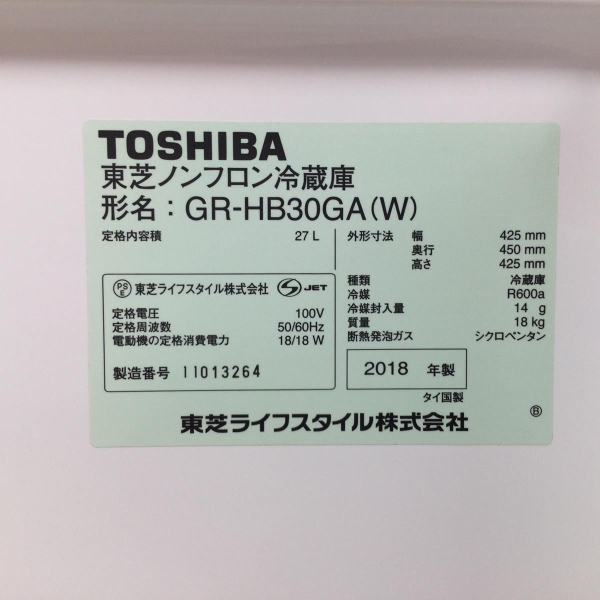 TOSHIBA
東芝ノンフロン冷蔵庫
形名：GR-HB30GA(W)
定格内容積 27 L
外形寸法 幅 425 mm
奥行 450 mm
高さ 425 mm
種類 冷蔵庫
冷媒 R600a
冷媒封入量 14 g
質量 18 kg
断熱発泡ガス シクロペンタン
PSE 東芝ライフスタイル株式会社 S JET
定格電圧 100V
定格周波数 50/60Hz
電動機の定格消費電力 18/18 W
製造番号 11013264
2018 年製
タイ国製
B
東芝ライフスタイル株式会社